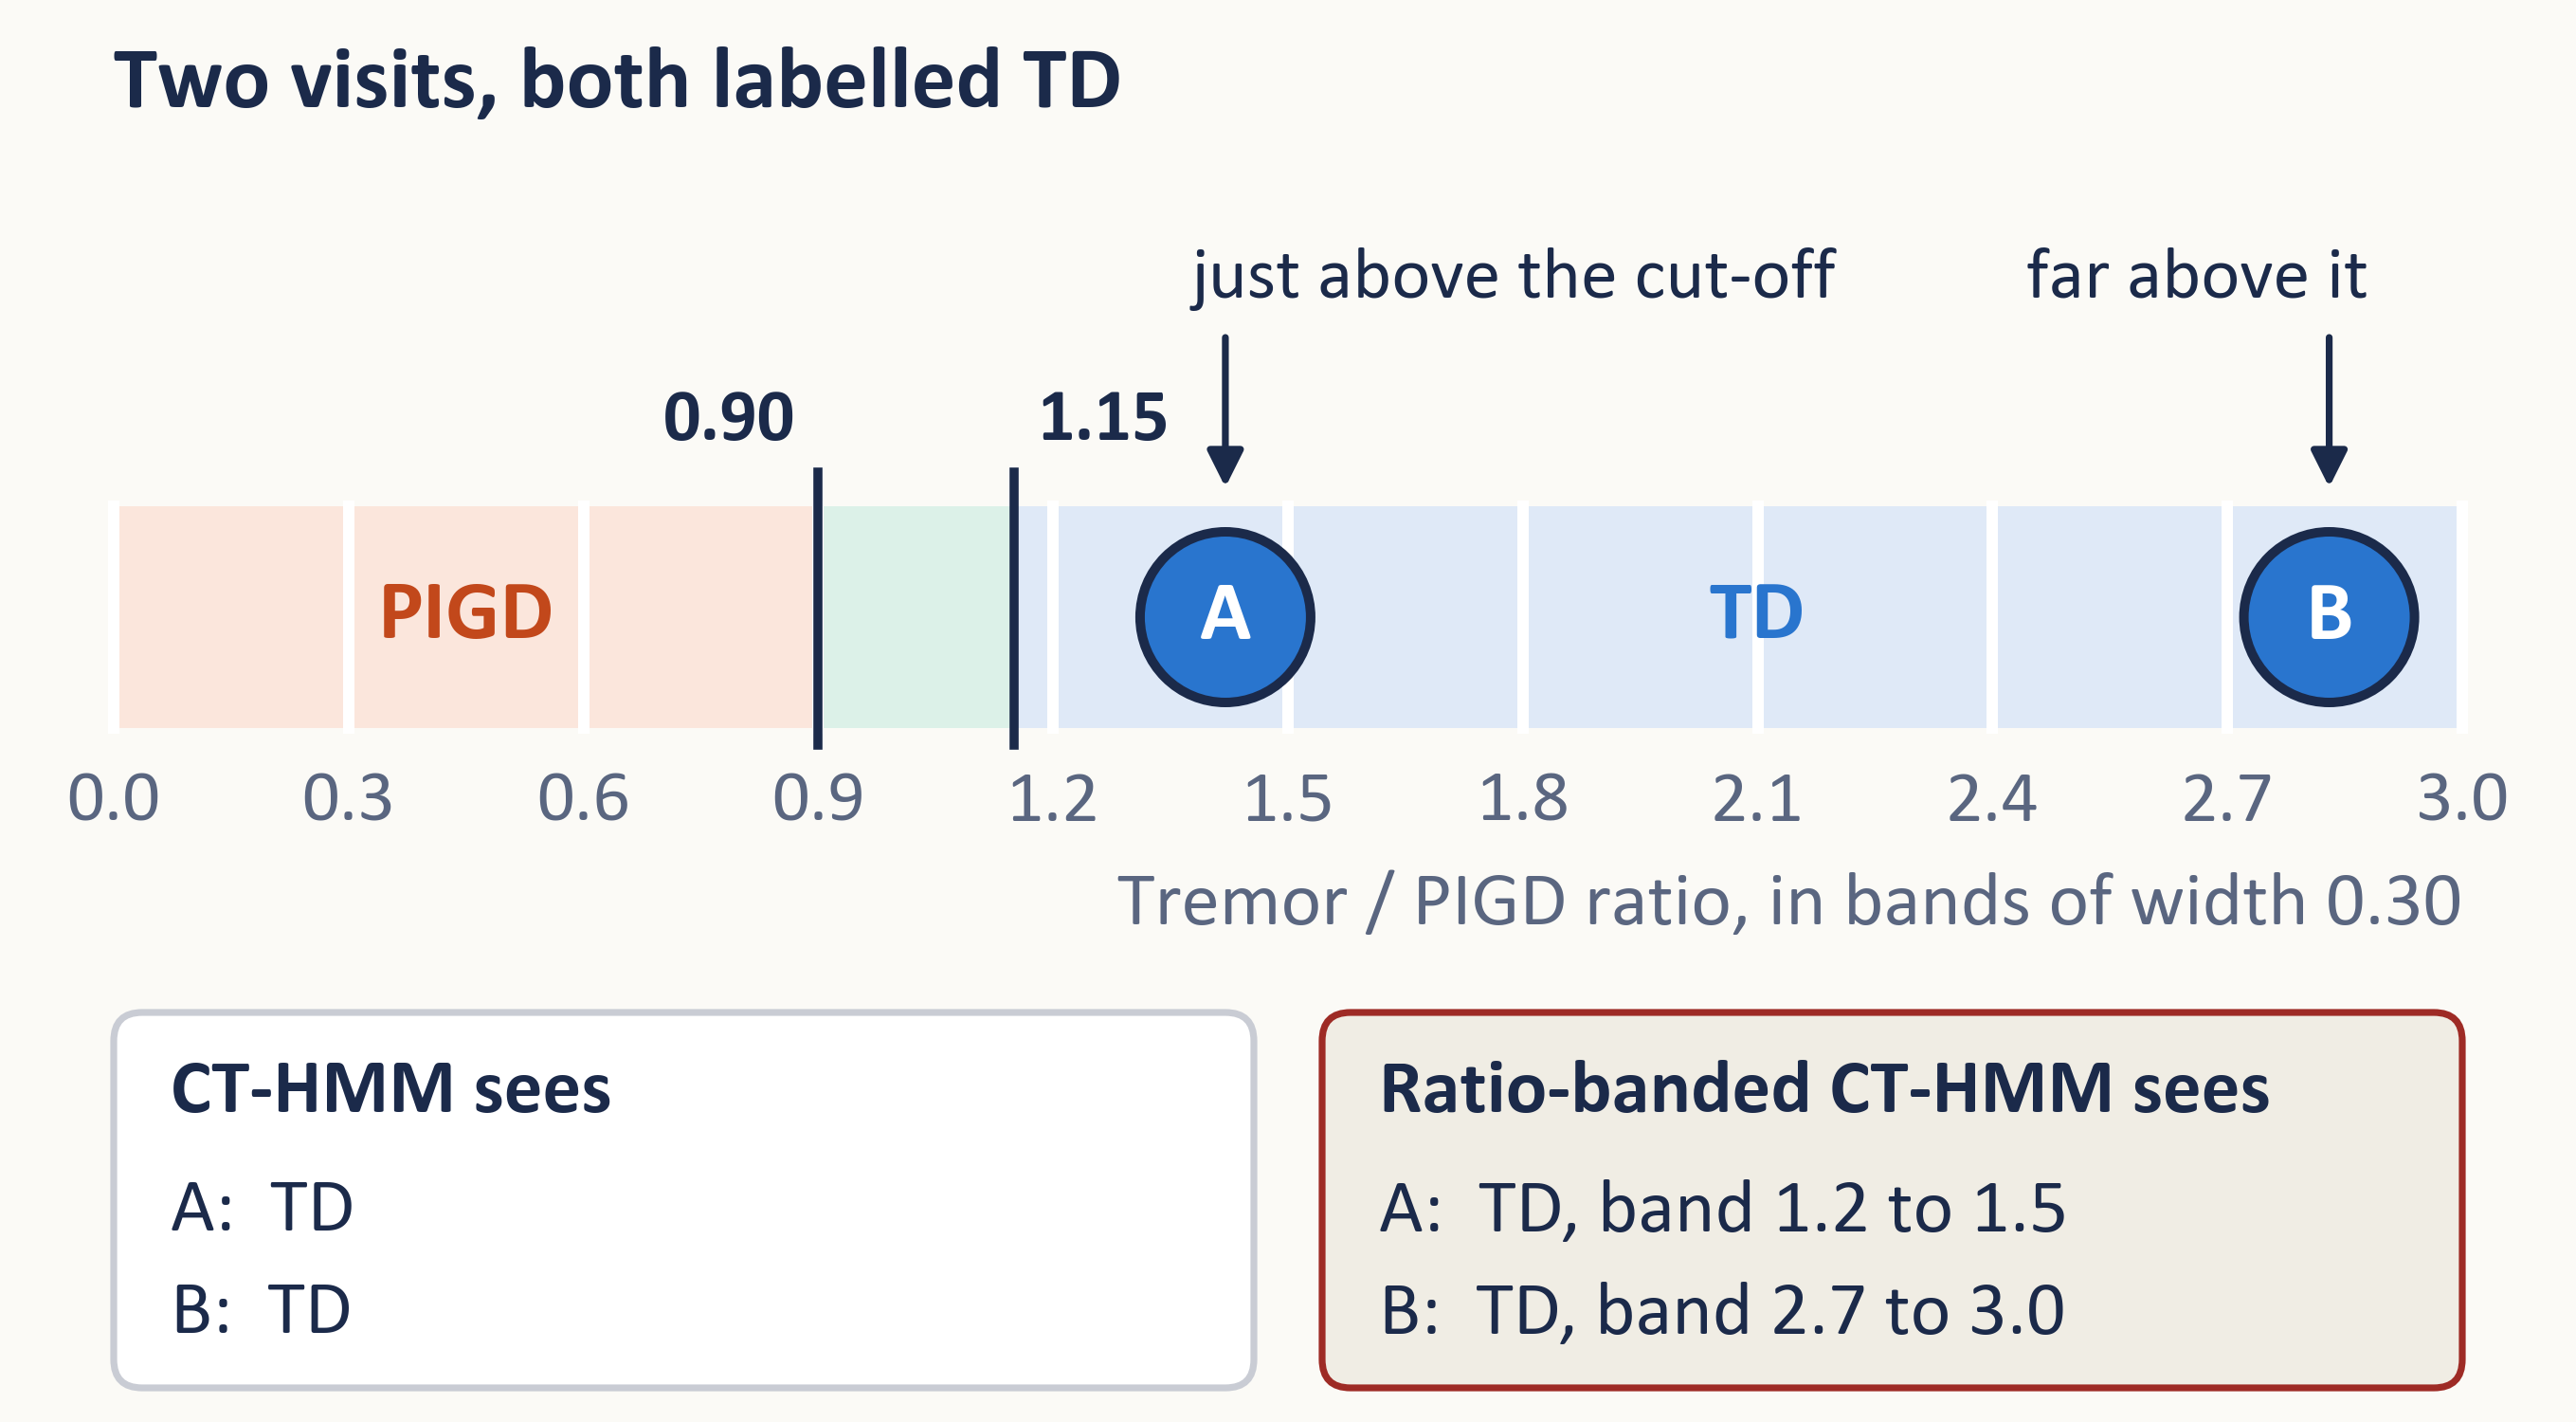 Two visits, both labelled TD
just above the cut-off
far above it
0.90
1.15
PIGD
A
TD
B
0.0 0.3 0.6 0.9 1.2 1.5 1.8 2.1 2.4 2.7 3.0
Tremor / PIGD ratio, in bands of width 0.30
CT-HMM sees
A: TD
B: TD
Ratio-banded CT-HMM sees
A: TD, band 1.2 to 1.5
B: TD, band 2.7 to 3.0